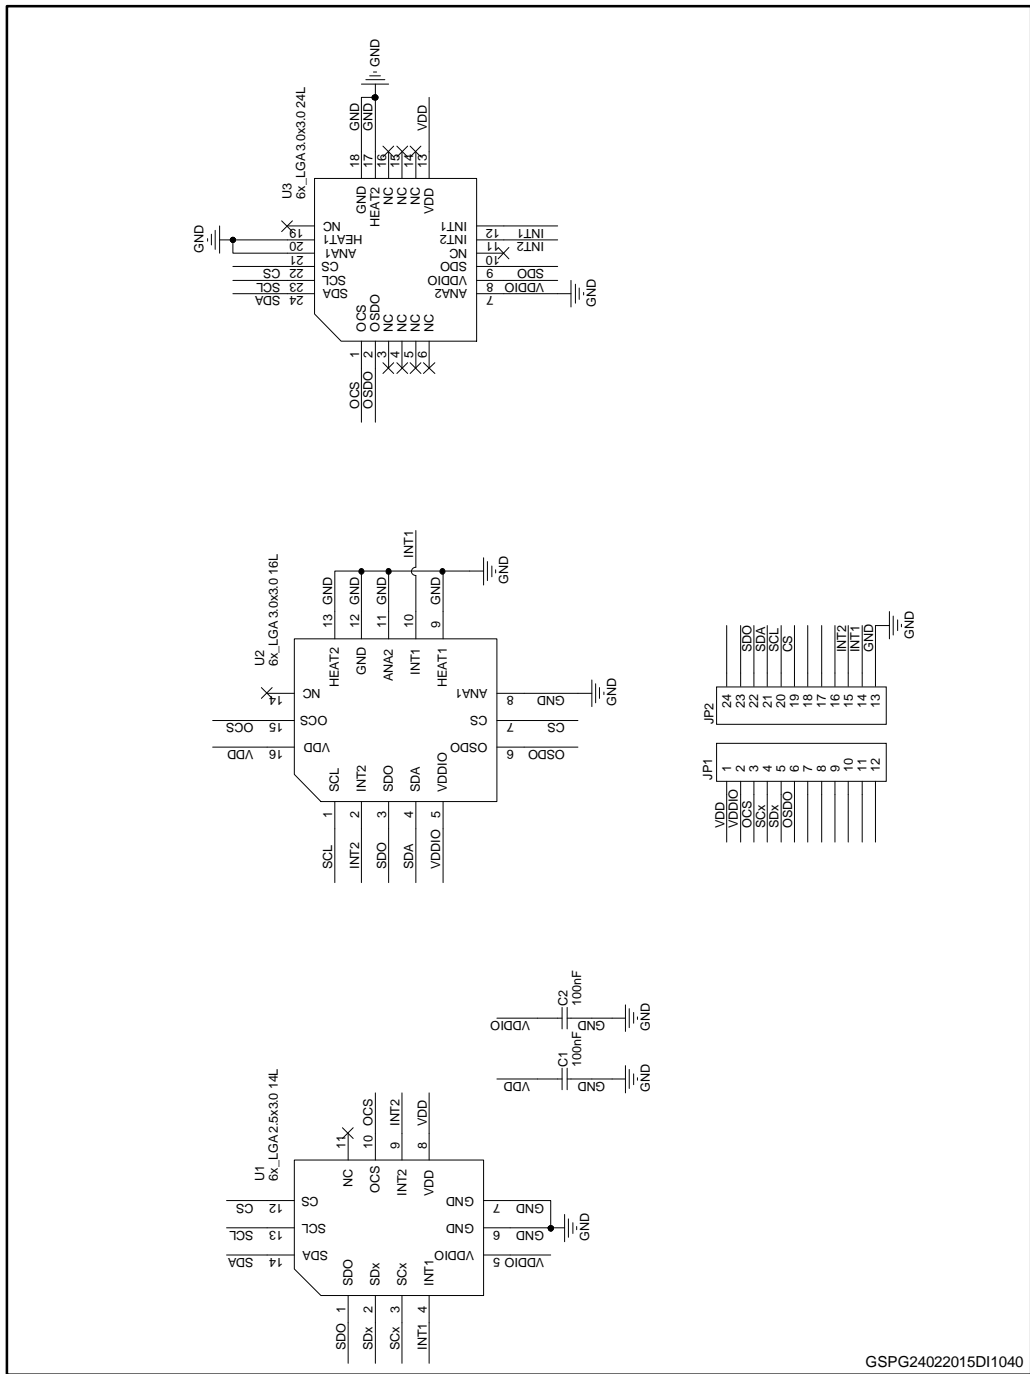 U3
6x_LGA 3.0x3.0 24L
GND
GND
GND
VDD
18
17
16
15
14
13
GND
HEAT2
NC
NC
NC
VDD
GND
NC
HEAT1
ANA1
CS
SCL
SDA
19
20
21
22
23
24
CS
SCL
SDA
OCS
OSDO
NC
NC
NC
NC
1
2
3
4
5
6
OCS
OSDO
INT1
INT2
NC
SDO
VDDIO
ANA2
12
11
10
9
8
7
INT1
INT2
SDO
VDDIO
GND
U2
6x_LGA 3.0x3.0 16L
13 GND
12 GND
11 GND
10 INT1
9 GND
GND
HEAT2
GND
ANA2
INT1
HEAT1
NC
OCS
VDD
14
15
16
OCS
VDD
SCL
INT2
SDO
SDA
VDDIO
1
2
3
4
5
SCL
INT2
SDO
SDA
VDDIO
ANA1
CS
OSDO
8
7
6
GND
CS
OSDO
GND
JP2
24
23
22
21
20
19
18
17
16
15
14
13
SDO
SDA
SCL
CS
INT2
INT1
GND
GND
JP1
1
2
3
4
5
6
7
8
9
10
11
12
VDD
VDDIO
OCS
SCx
SDx
OSDO
U1
6x_LGA 2.5x3.0 14L
11
10 OCS
9 INT2
8 VDD
NC
OCS
INT2
VDD
CS
SCL
SDA
12
13
14
CS
SCL
SDA
SDO
SDx
SCx
INT1
SDO 1
SDx 2
SCx 3
INT1 4
GND
GND
VDDIO
7 GND
6 GND
5 VDDIO
GND
C2
100nF
VDDIO
GND
GND
C1
100nF
VDD
GND
GND
GSPG24022015DI1040